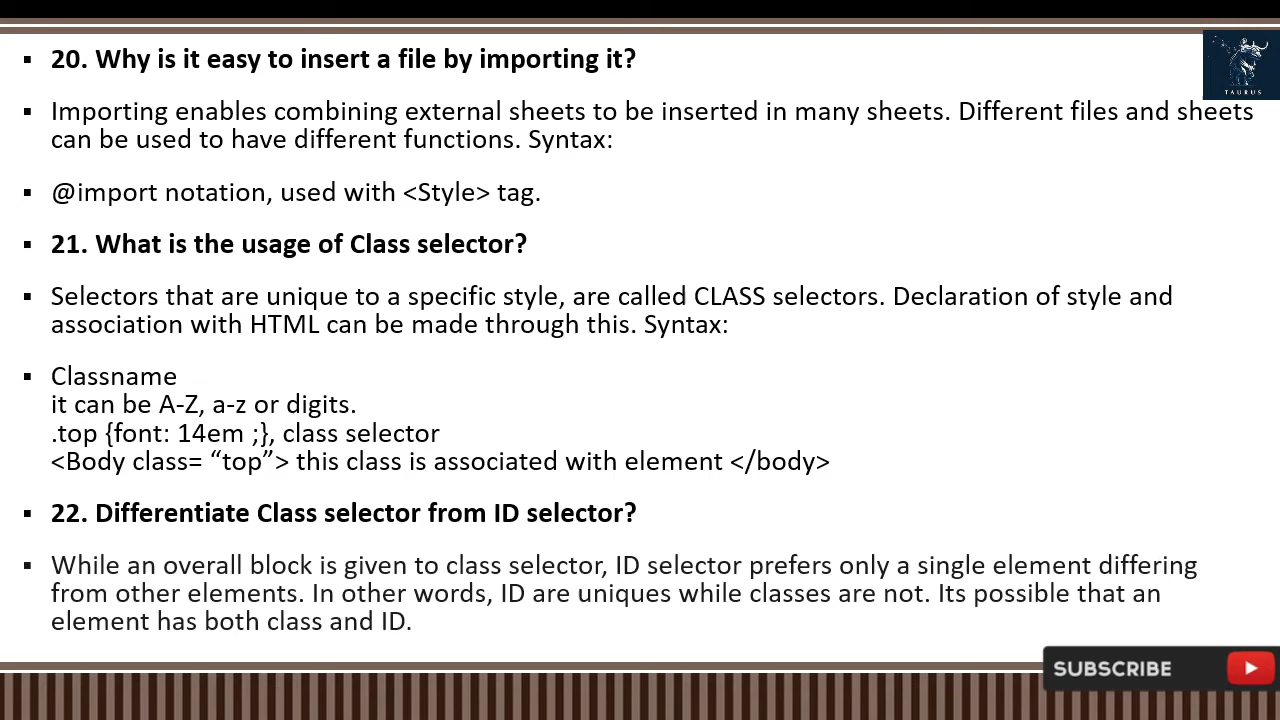 20. Why is it easy to insert a file by importing it?
Importing enables combining external sheets to be inserted in many sheets. Different files and sheets
can be used to have different functions. Syntax:
@import notation, used with <Style> tag.
21. What is the usage of Class selector?
Selectors that are unique to a specific style, are called CLASS selectors. Declaration of style and
association with HTML can be made through this. Syntax:
Classname
it can be A-Z, a-z or digits.
.top {font: 14em ;}, class selector
<Body class= “top”> this class is associated with element </body>
22. Differentiate Class selector from ID selector?
While an overall block is given to class selector, ID selector prefers only a single element differing
from other elements. In other words, ID are uniques while classes are not. Its possible that an
element has both class and ID.
TAURUS
SUBSCRIBE